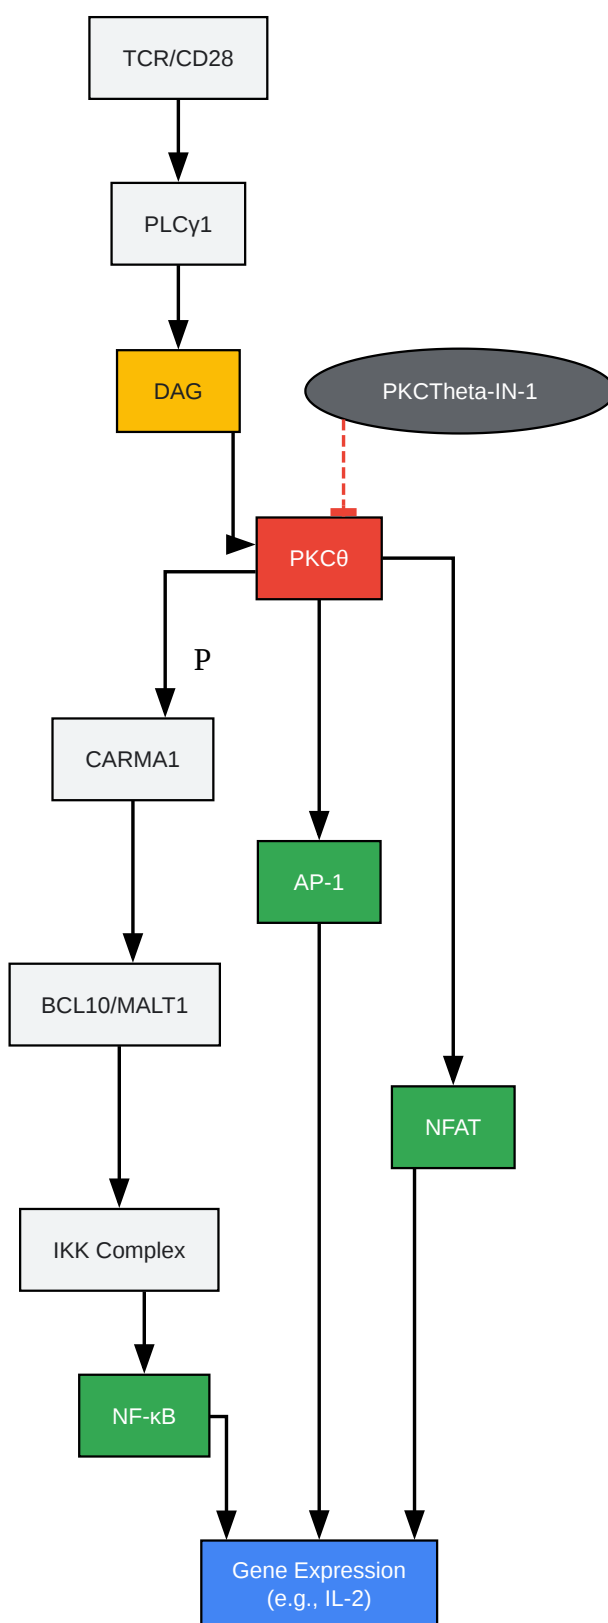 TCR/CD28
PLCγ1
DAG
PKCTheta-IN-1
PKCθ
P
CARMA1
AP-1
BCL10/MALT1
NFAT
IKK Complex
NF-κB
Gene Expression
(e.g., IL-2)